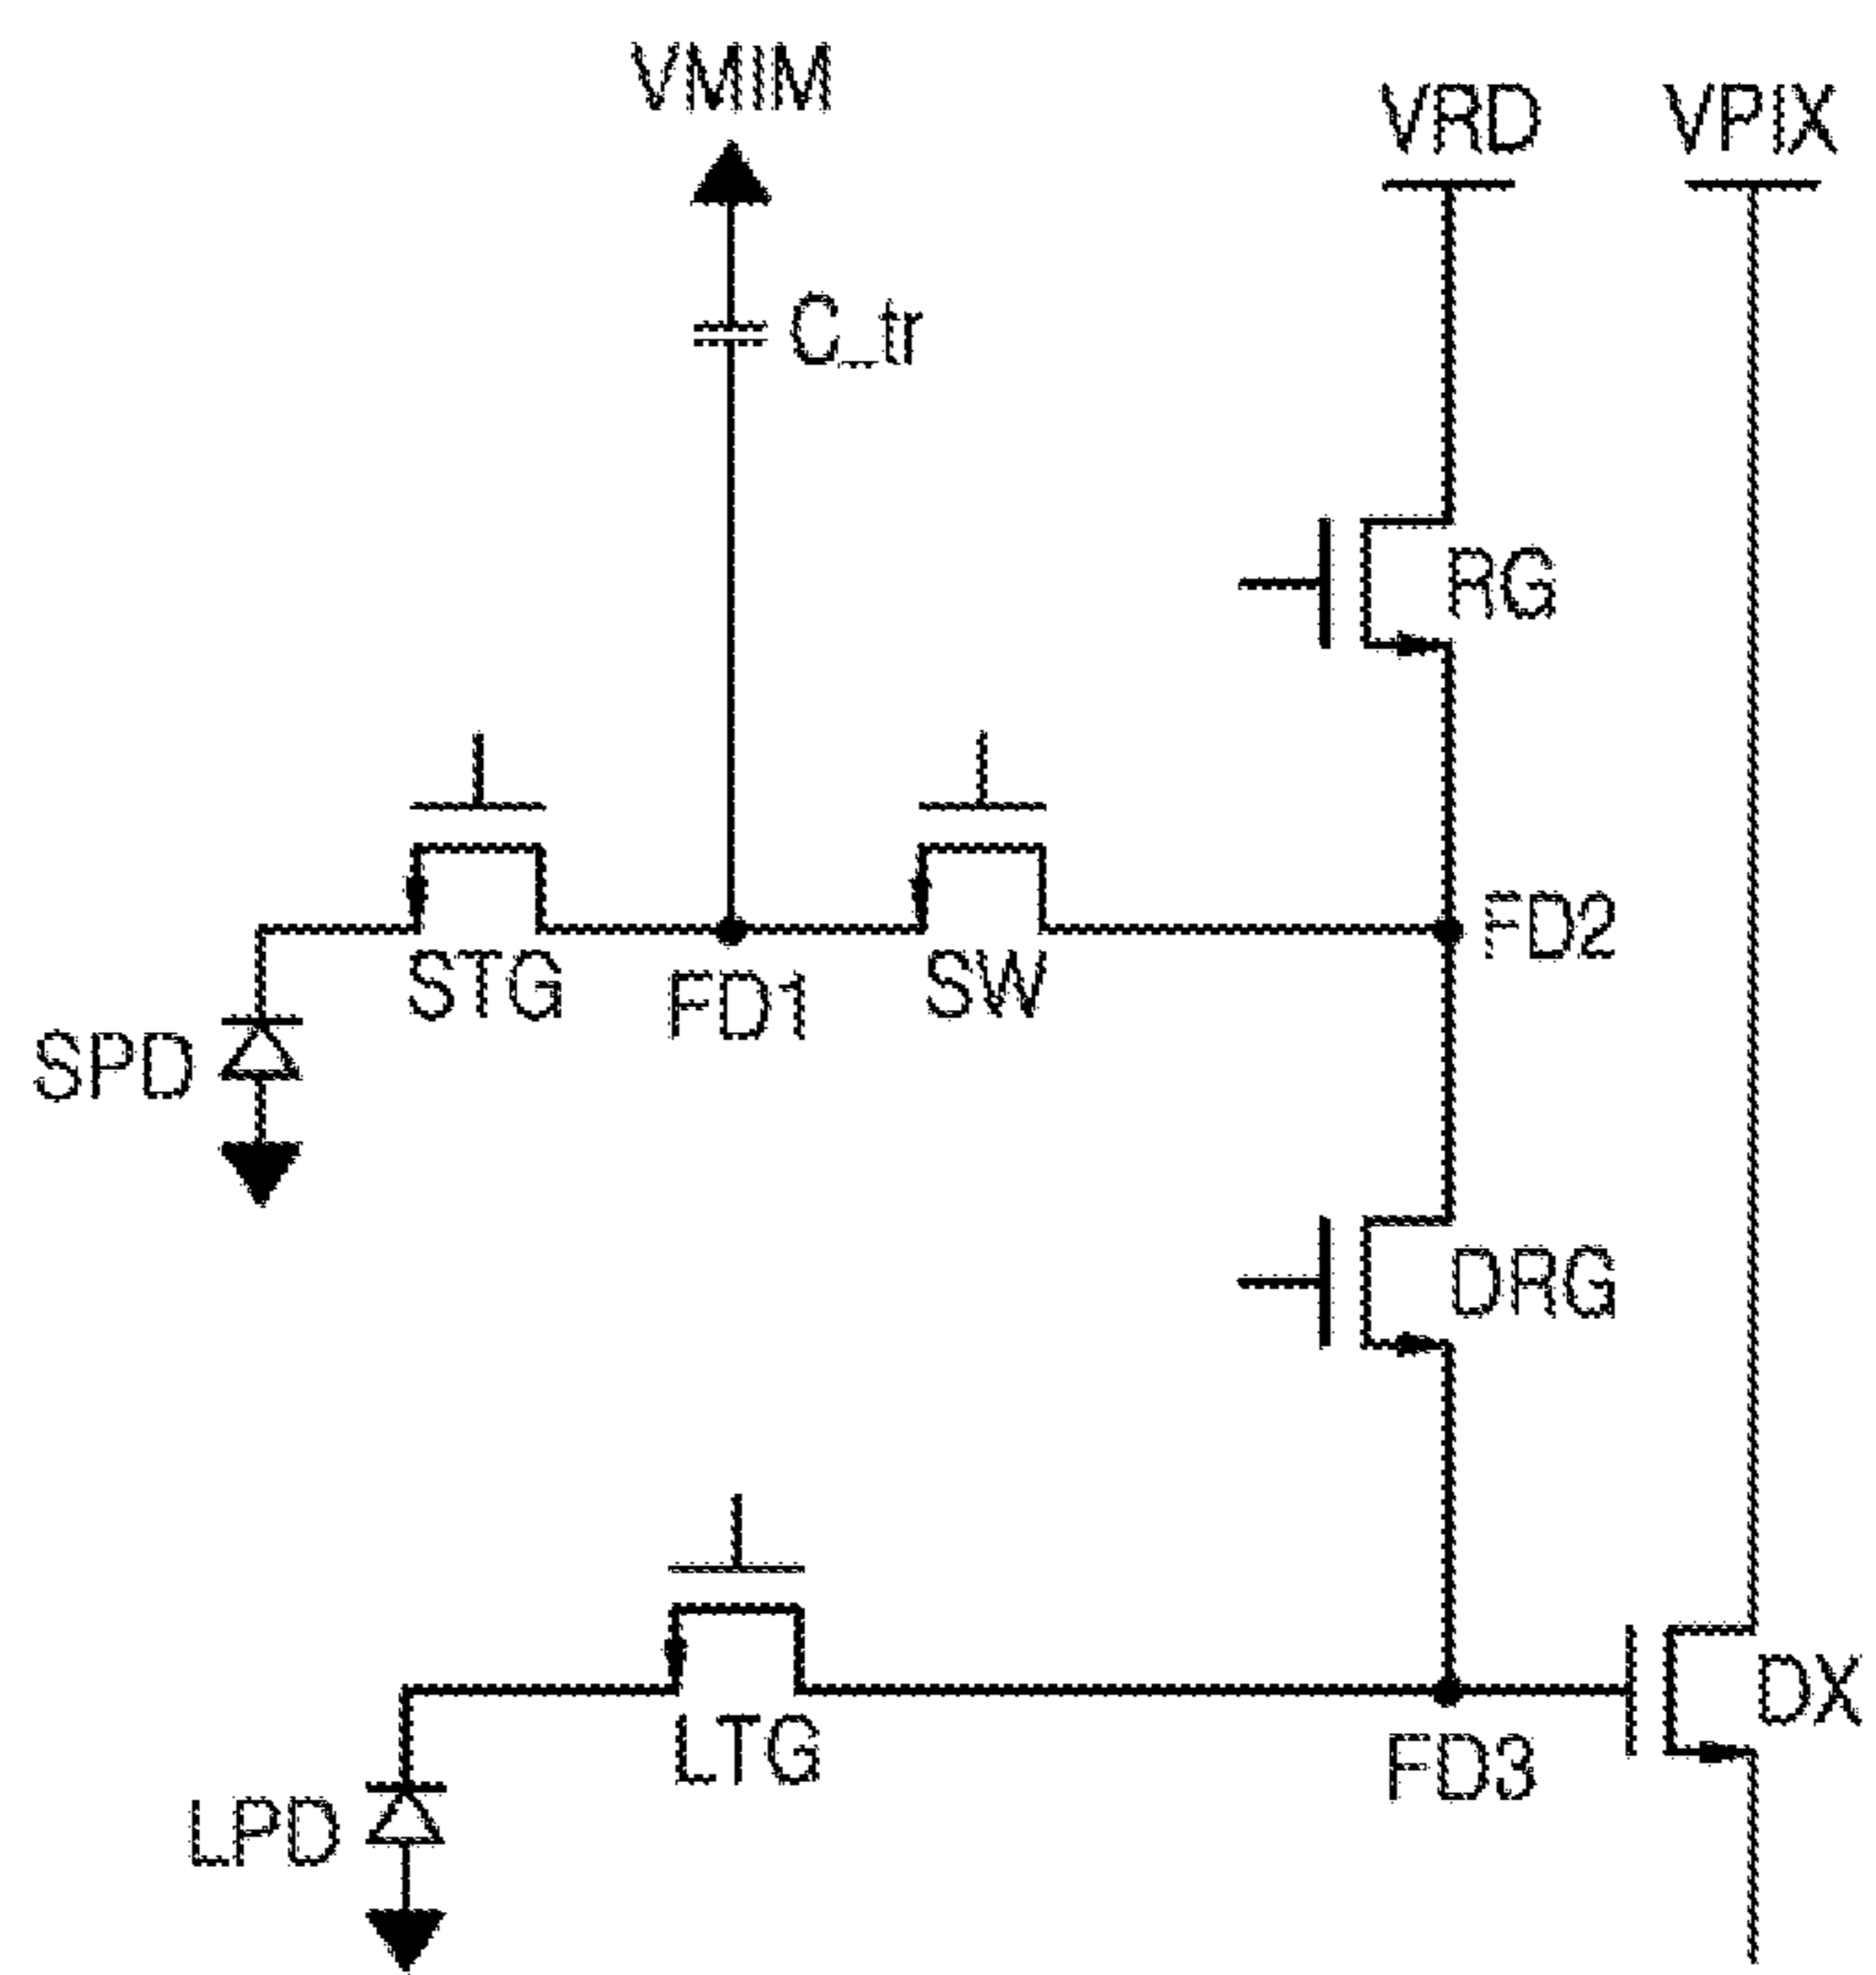 VMIM
VRD
VPIX
C_tr
RG
FD2
STG
FD1
SW
SPD
DRG
DX
LTG
FD3
LPD